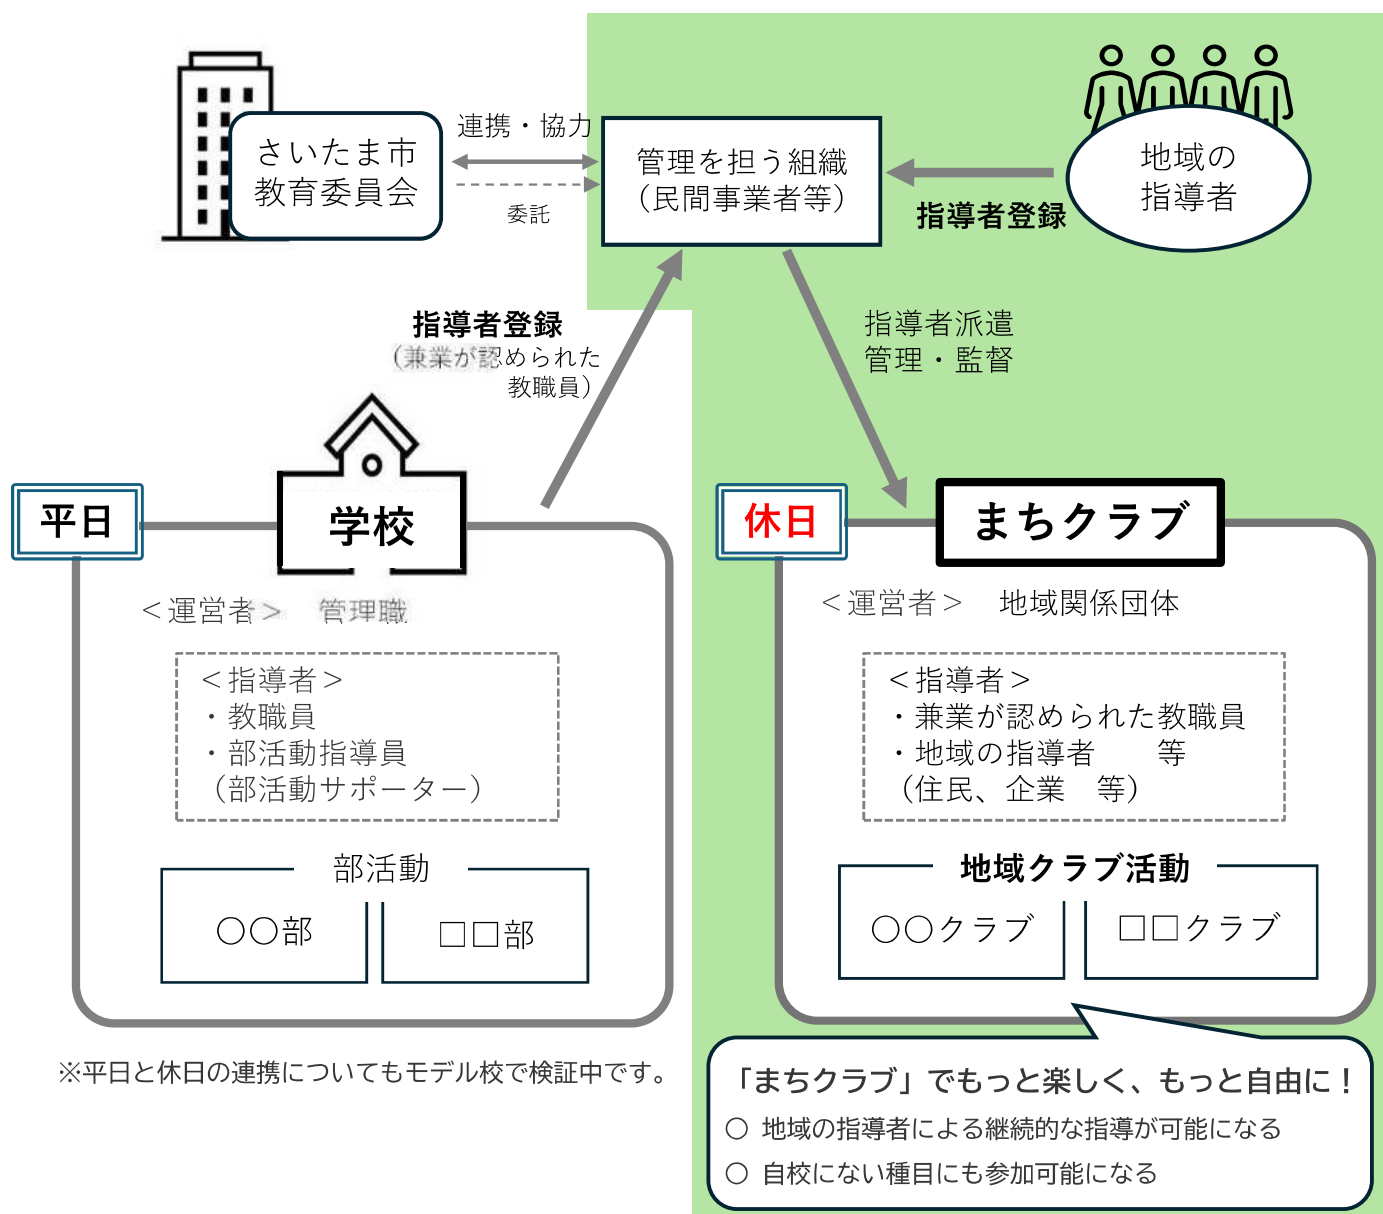 さいたま市
教育委員会
連携・協力
委託
管理を担う組織
（民間事業者等）
地域の
指導者
指導者登録
指導者登録
（兼業が認められた
教職員）
指導者派遣
管理・監督
平日
学校
＜運営者＞　管理職
＜指導者＞
・教職員
・部活動指導員
（部活動サポーター）
部活動
〇〇部
□□部
※平日と休日の連携についてもモデル校で検証中です。
休日
まちクラブ
＜運営者＞　地域関係団体
＜指導者＞
・兼業が認められた教職員
・地域の指導者　　等
（住民、企業　等）
地域クラブ活動
〇〇クラブ
□□クラブ
「まちクラブ」でもっと楽しく、もっと自由に！
〇 地域の指導者による継続的な指導が可能になる
〇 自校にない種目にも参加可能になる